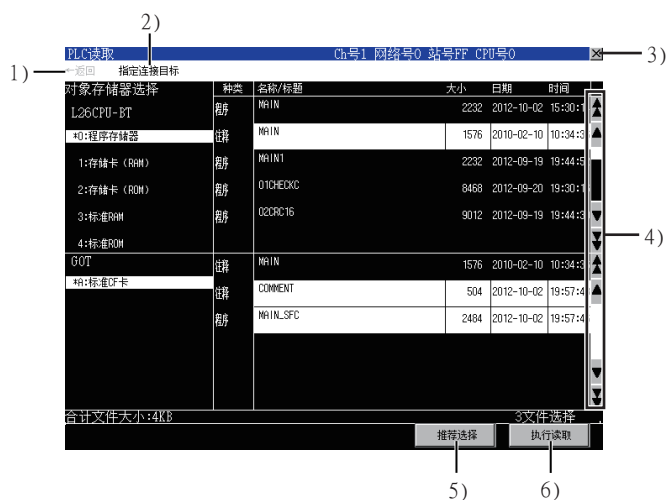 2)
PLC读取 Ch号1 网络号0 站号FF CPU号0
3)
1)
←返回 指定连接目标
对象存储器选择 种类 名称/标题 大小 日期 时间
L26CPU-BT 程序 MAIN 2232 2012-10-02 15:30:1
*0:程序存储器 注释 MAIN 1576 2010-02-10 10:34:3
1:存储卡（RAM） 程序 MAIN1 2232 2012-09-19 19:44:5
2:存储卡（ROM） 程序 01CHECKC 8468 2012-09-20 19:30:1
3:标准RAM 程序 02CRC16 9012 2012-09-19 19:44:3
4)
4:标准ROM
GOT 注释 MAIN 1576 2010-02-10 10:34:3
*A:标准CF卡 注释 COMMENT 504 2012-10-02 19:57:4
程序 MAIN_SFC 2484 2012-10-02 19:57:4
合计文件大小:4KB 3文件 选择
推荐选择 执行读取
5) 6)